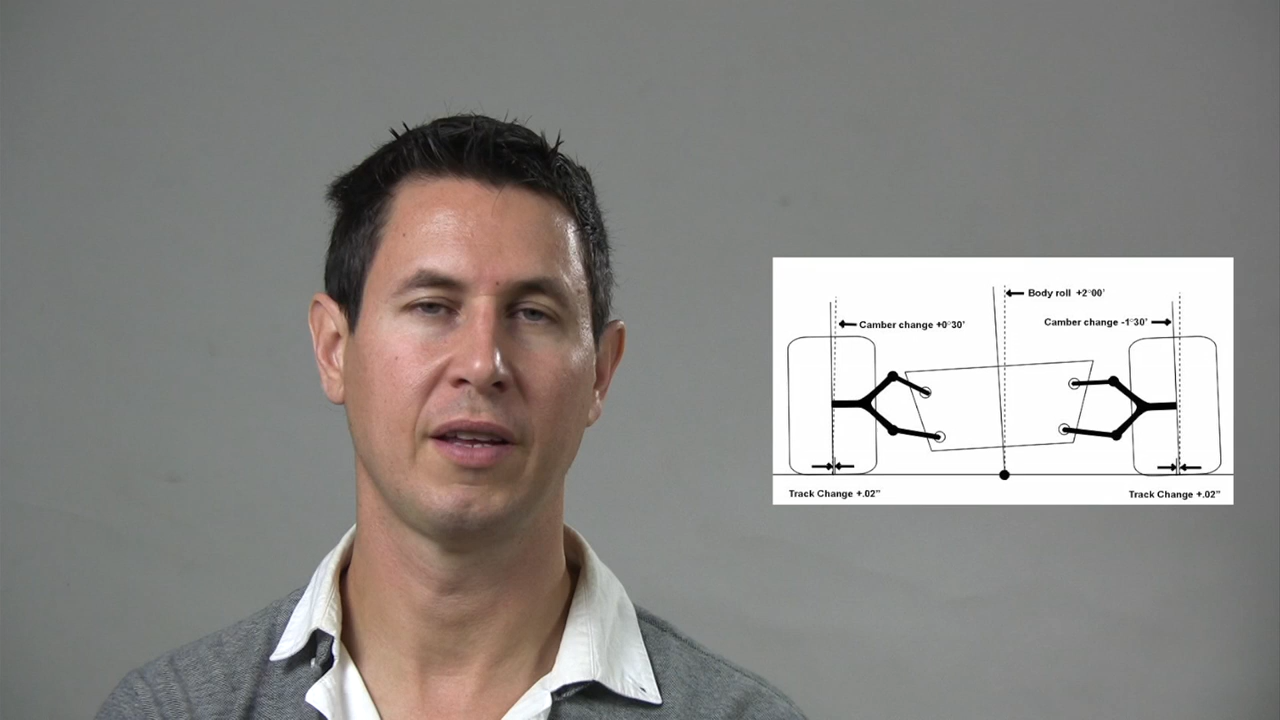 Body roll +2°00'
Camber change +0°30'
Camber change -1°30'
Track Change +.02"
Track Change +.02"